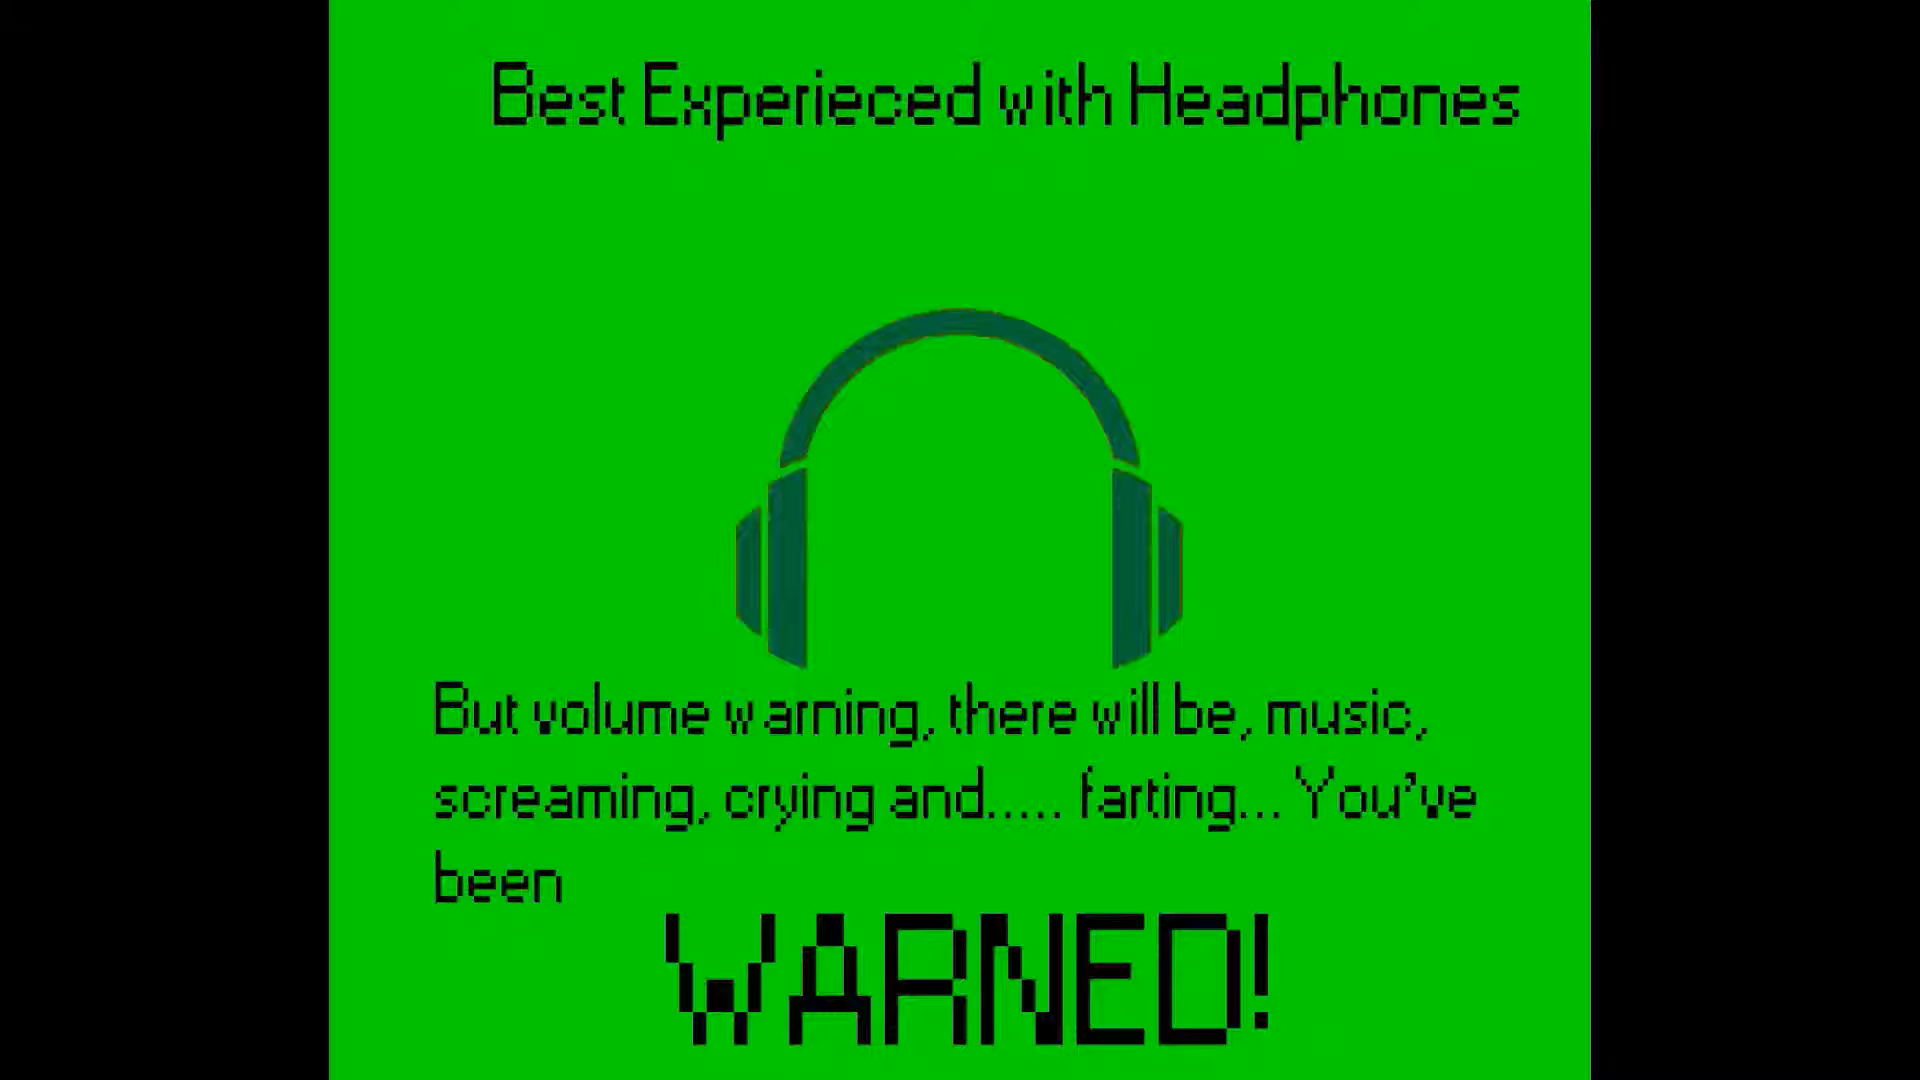 Best Experieced with Headphones
But volume warning, there will be, music,
screaming, crying and..... farting... You've
been
WARNED!